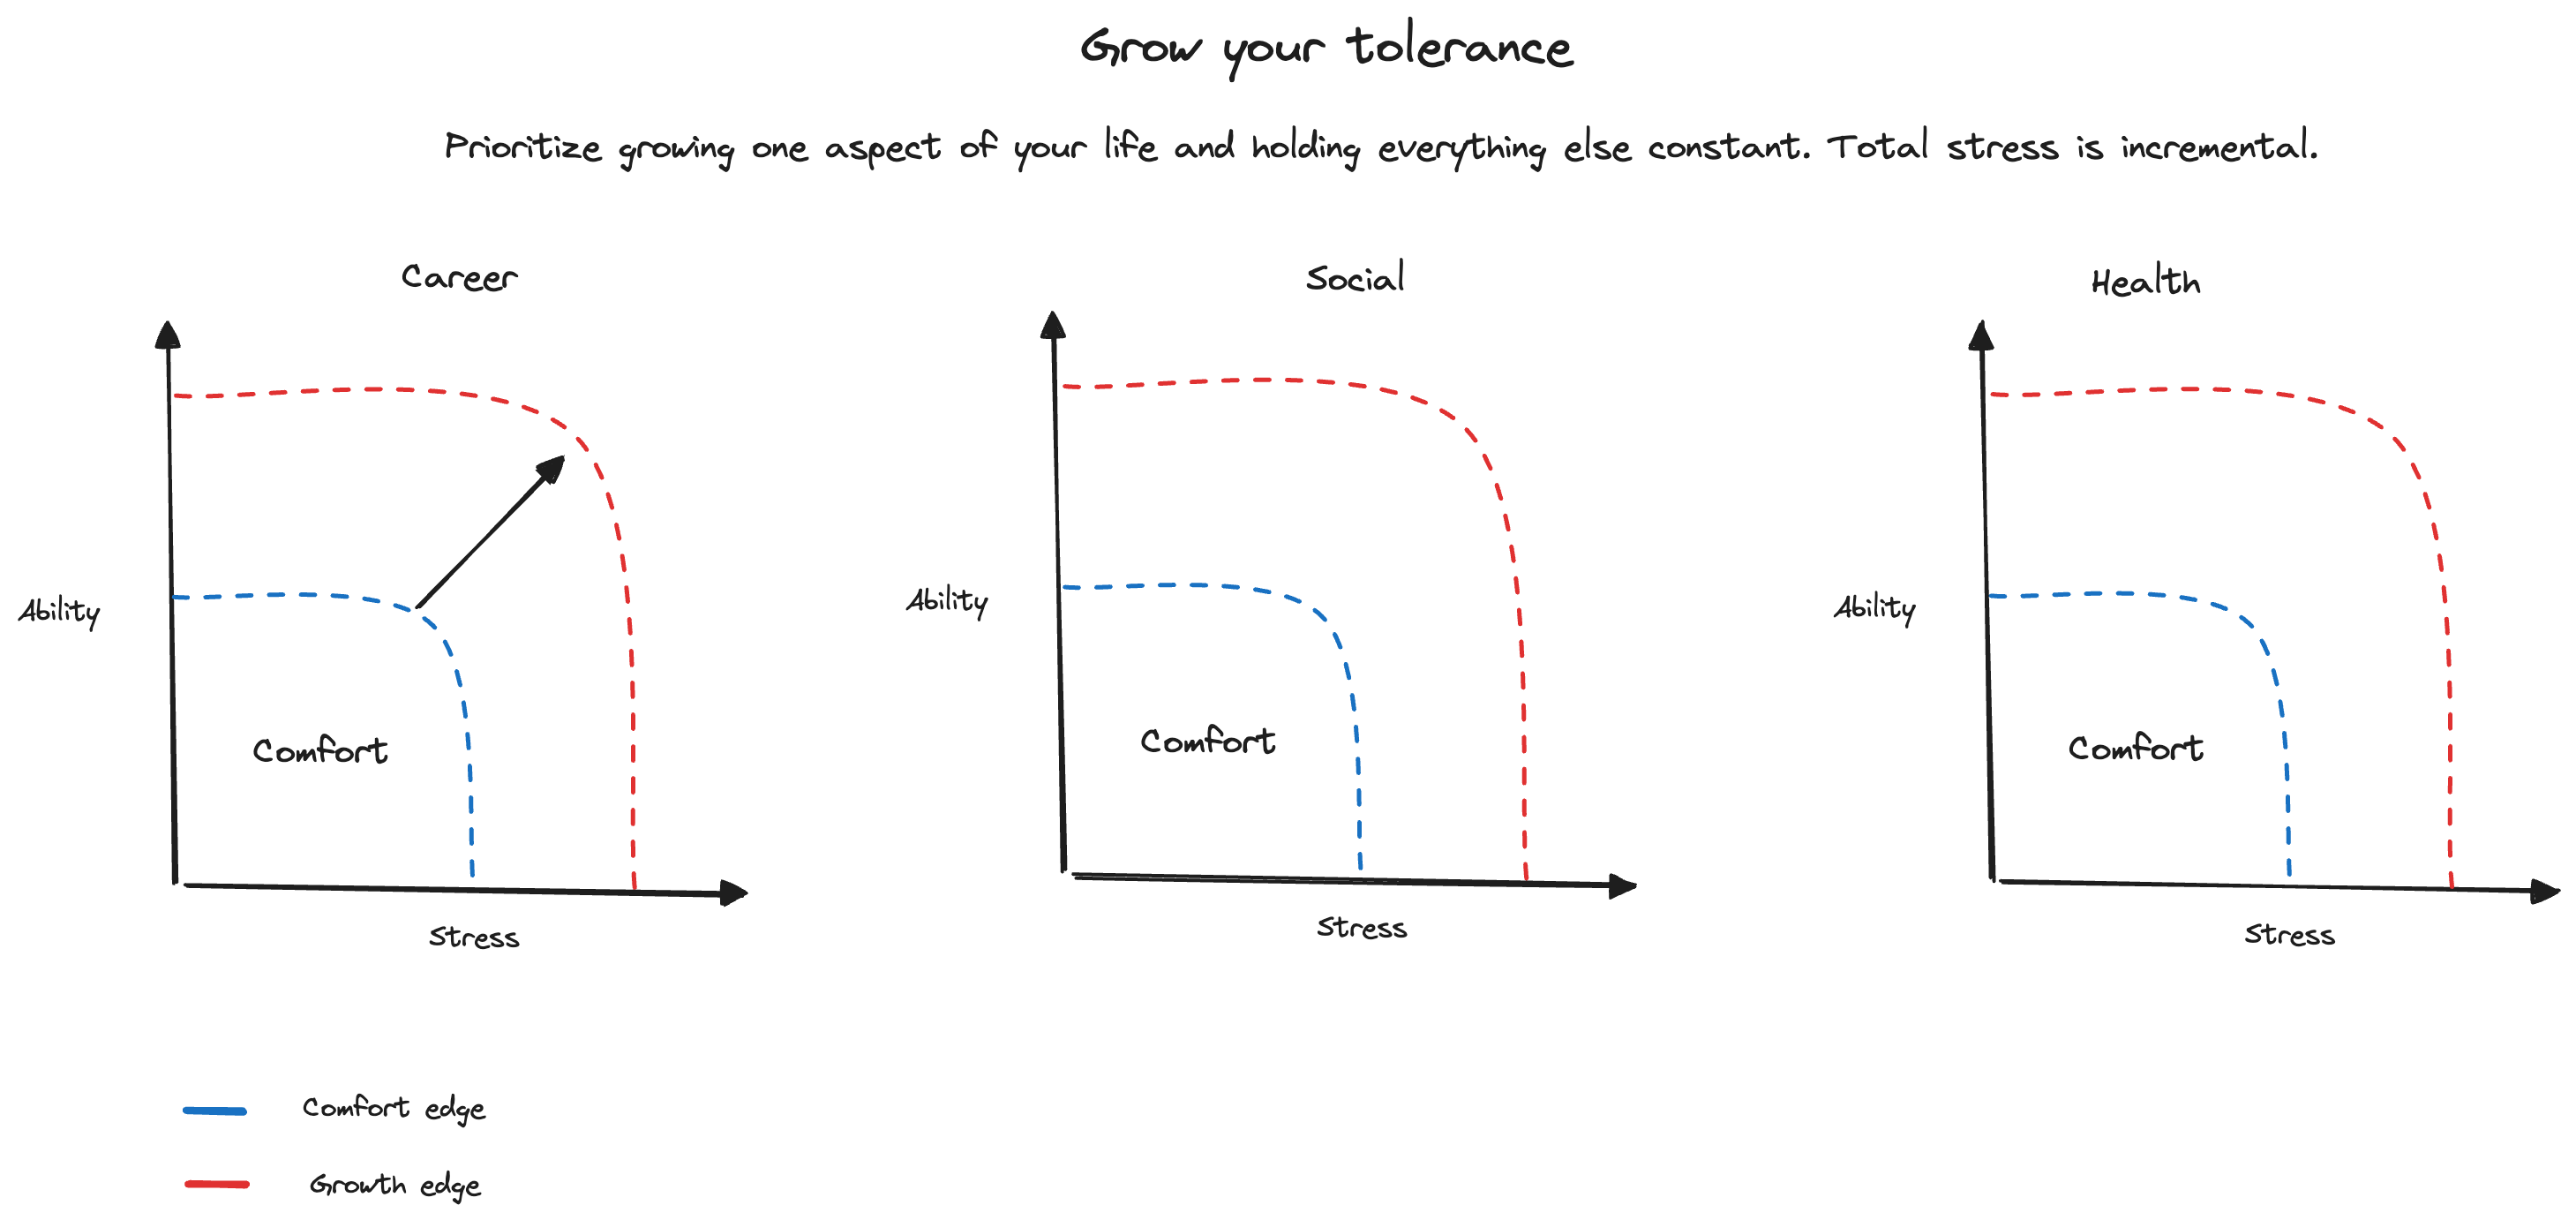 Grow your tolerance
Prioritize growing one aspect of your life and holding everything else constant. Total stress is incremental.
Career
Social
Health
Ability
Comfort
Stress
Ability
Comfort
Stress
Ability
Comfort
Stress
Comfort edge
Growth edge